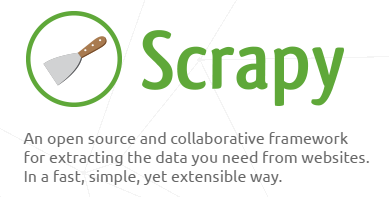 Scrapy
An open source and collaborative framework
for extracting the data you need from websites.
In a fast, simple, yet extensible way.